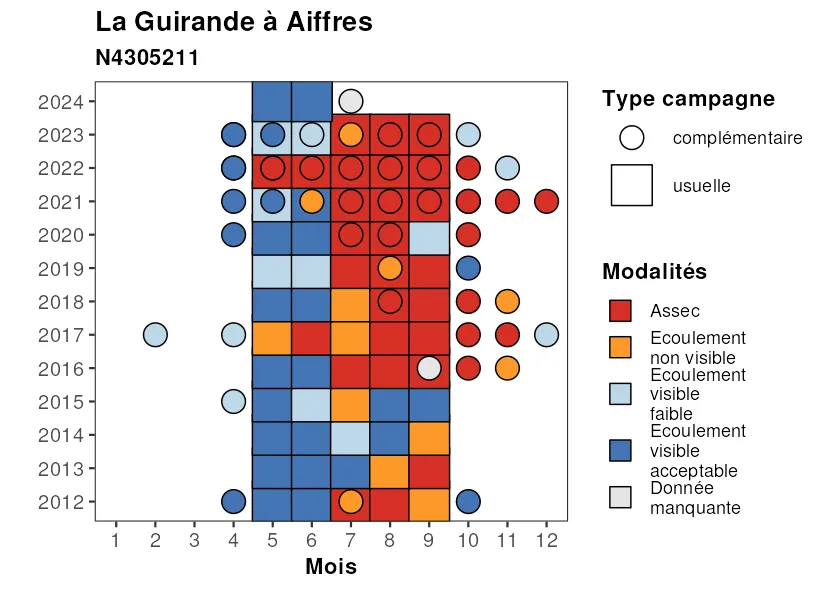 La Guirande à Aiffres
N4305211
2024
2023
2022
2021
2020
2019
2018
2017
2016
2015
2014
2013
2012
1 2 3 4 5 6 7 8 9 10 11 12
Mois
Type campagne
complémentaire
usuelle
Modalités
Assec
Ecoulement
non visible
Ecoulement
visible
faible
Ecoulement
visible
acceptable
Donnée
manquante